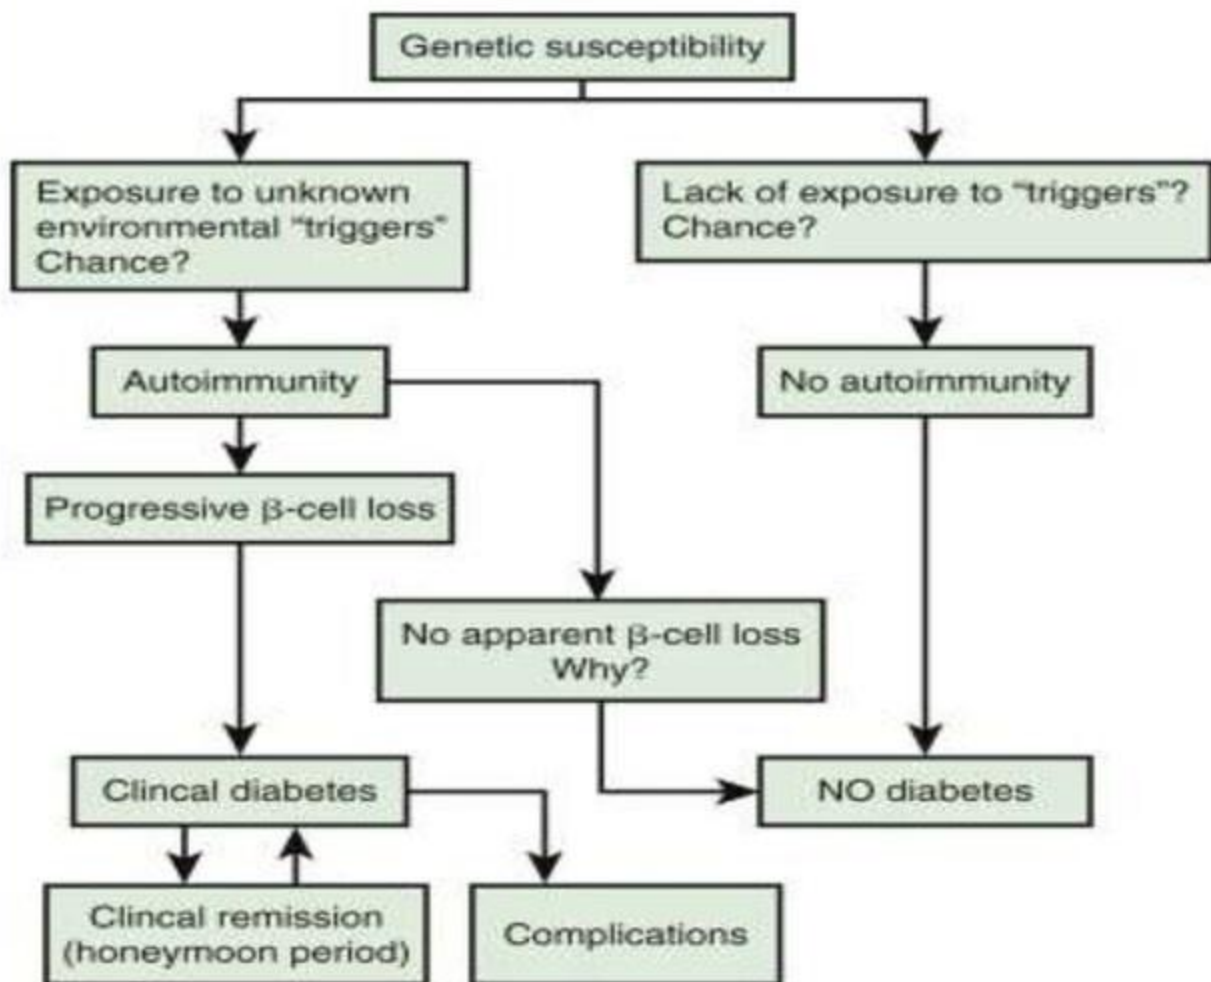 Genetic susceptibility
Exposure to unknown
environmental “triggers”
Chance?
Lack of exposure to “triggers”?
Chance?
Autoimmunity
No autoimmunity
Progressive β-cell loss
No apparent β-cell loss
Why?
Clincal diabetes
NO diabetes
Clincal remission
(honeymoon period)
Complications